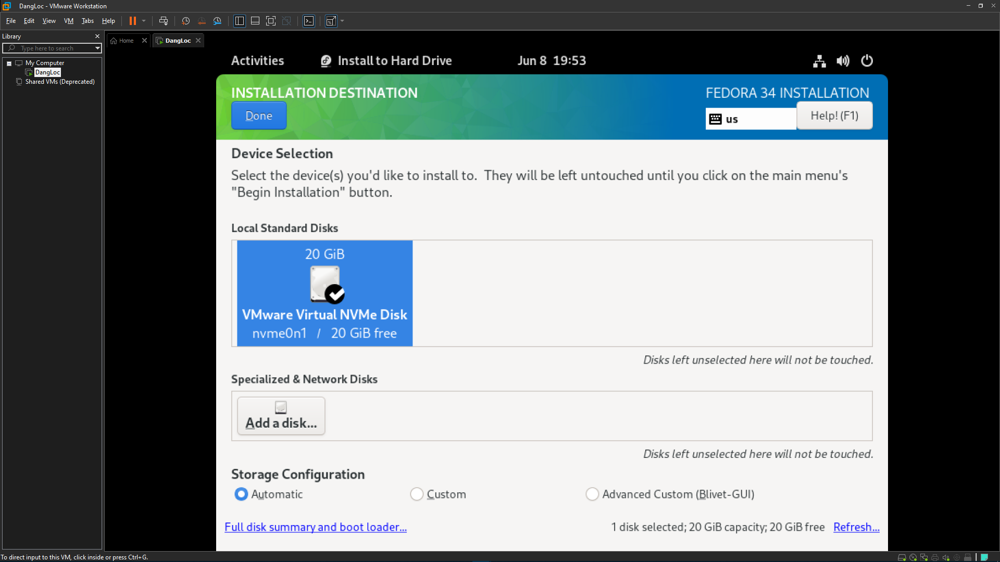 DangLoc - VMware Workstation
File Edit View VM Tabs Help
Library
Type here to search
My Computer
DangLoc
Shared VMs (Deprecated)
Home
DangLoc
Activities Install to Hard Drive Jun 8 19:53
INSTALLATION DESTINATION
Done
FEDORA 34 INSTALLATION
us
Help! (F1)
Device Selection
Select the device(s) you'd like to install to. They will be left untouched until you click on the main menu's
"Begin Installation" button.
Local Standard Disks
20 GiB
VMware Virtual NVMe Disk
nvme0n1 / 20 GiB free
Disks left unselected here will not be touched.
Specialized & Network Disks
Add a disk...
Disks left unselected here will not be touched.
Storage Configuration
Automatic Custom Advanced Custom (Blivet-GUI)
Full disk summary and boot loader... 1 disk selected; 20 GiB capacity; 20 GiB free Refresh...
To direct input to this VM, click inside or press Ctrl+G.